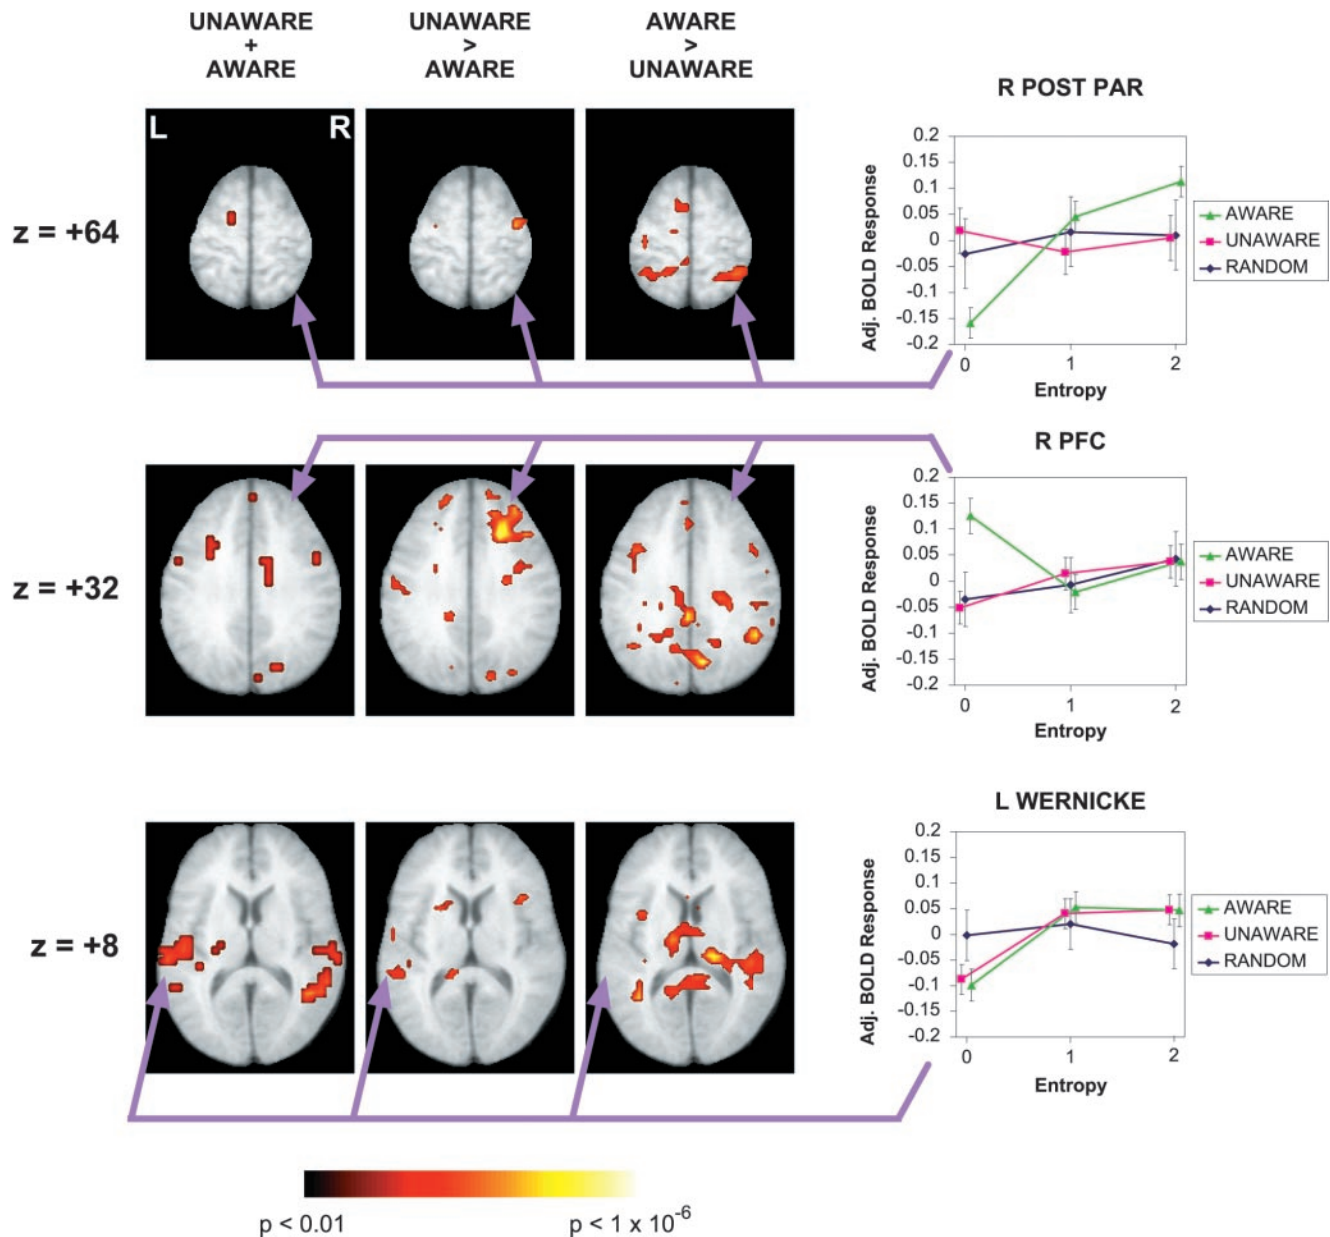 UNAWARE
+
AWARE
UNAWARE
>
AWARE
AWARE
>
UNAWARE
L
R
z = +64
R POST PAR
Adj. BOLD Response
0.2
0.15
0.1
0.05
0
-0.05
-0.1
-0.15
-0.2
0 1 2
Entropy
AWARE
UNAWARE
RANDOM
z = +32
R PFC
Adj. BOLD Response
0.2
0.15
0.1
0.05
0
-0.05
-0.1
-0.15
-0.2
0 1 2
Entropy
AWARE
UNAWARE
RANDOM
z = +8
L WERNICKE
Adj. BOLD Response
0.2
0.15
0.1
0.05
0
-0.05
-0.1
-0.15
-0.2
0 1 2
Entropy
AWARE
UNAWARE
RANDOM
p < 0.01
p < 1 x 10⁻⁶